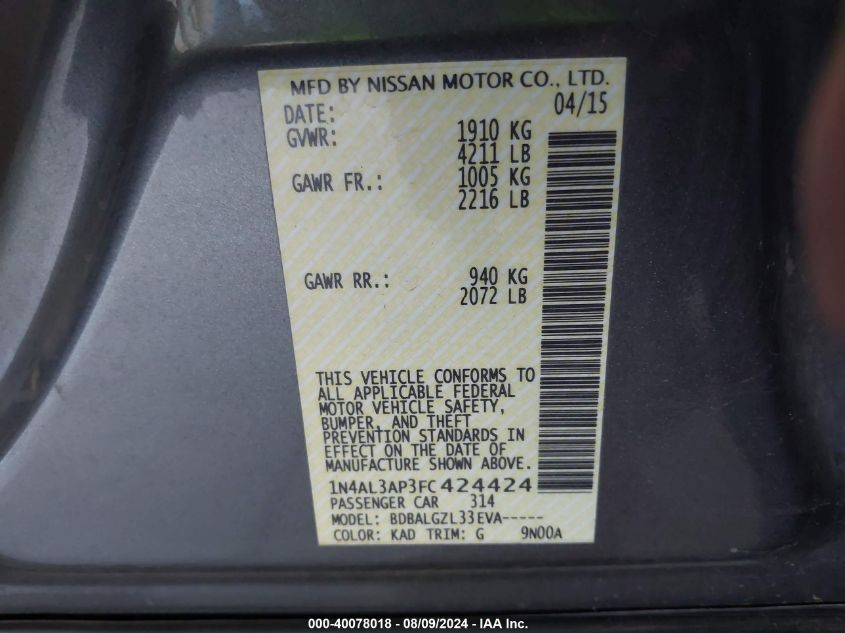 MFD BY NISSAN MOTOR CO., LTD.
DATE: 04/15
GVWR: 1910 KG
4211 LB
GAWR FR.: 1005 KG
2216 LB
GAWR RR.: 940 KG
2072 LB
THIS VEHICLE CONFORMS TO
ALL APPLICABLE FEDERAL
MOTOR VEHICLE SAFETY,
BUMPER, AND THEFT
PREVENTION STANDARDS IN
EFFECT ON THE DATE OF
MANUFACTURE SHOWN ABOVE.
1N4AL3AP3FC424424
PASSENGER CAR 314
MODEL: BDBALGZL33EVA-----
COLOR: KAD TRIM: G 9N00A
000-40078018 - 08/09/2024 - IAA Inc.